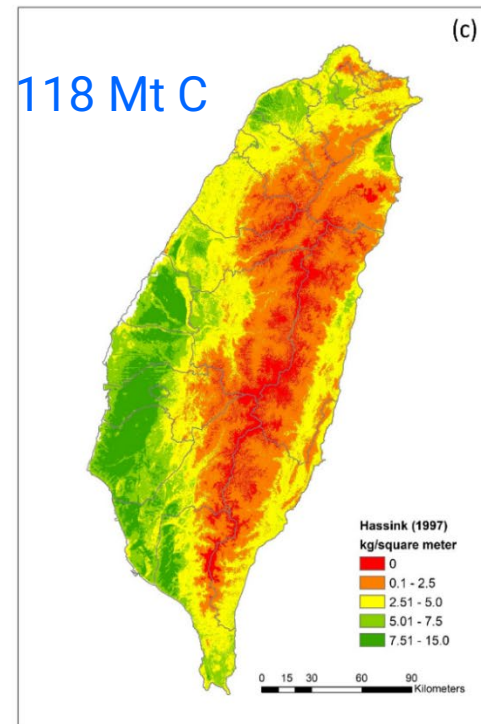 (c)
118 Mt C
Hassink (1997)
kg/square meter
0
0.1 - 2.5
2.51 - 5.0
5.01 - 7.5
7.51 - 15.0
0 15 30 60 90
Kilometers